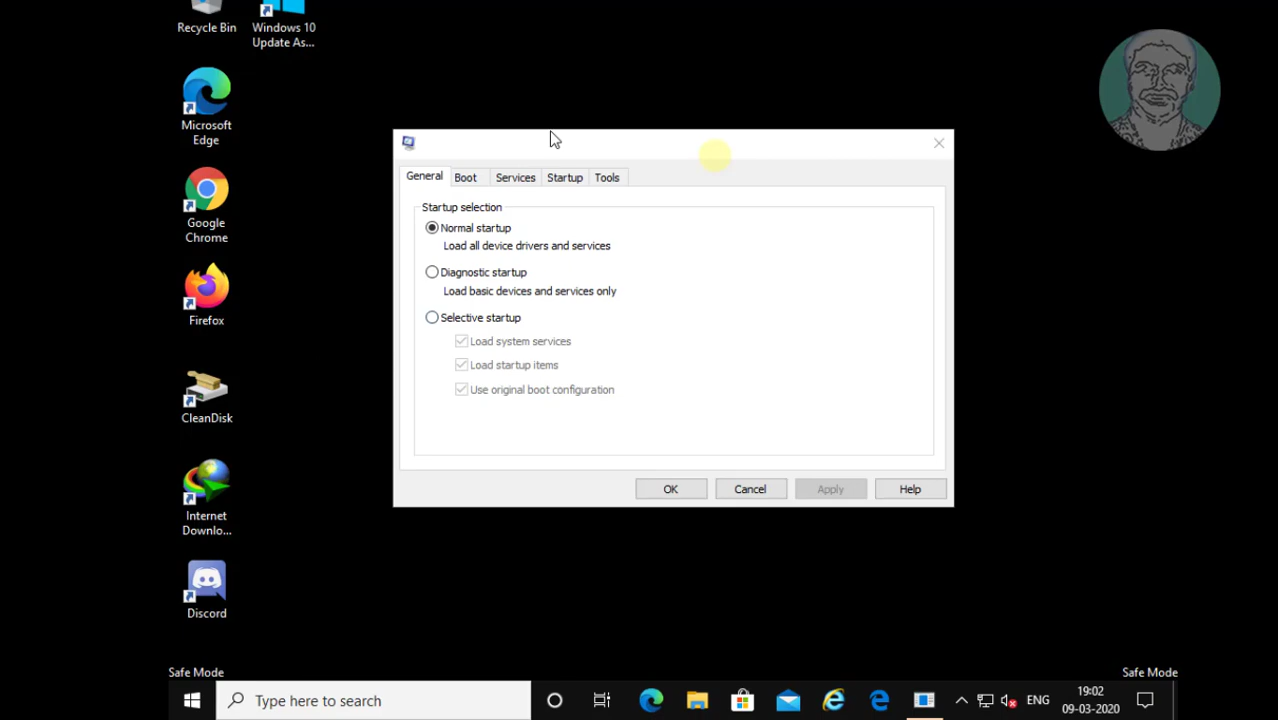 Recycle Bin
Windows 10
Update As...
Microsoft
Edge
Google
Chrome
Firefox
CleanDisk
Internet
Downlo...
Discord
General
Boot
Services
Startup
Tools
Startup selection
Normal startup
Load all device drivers and services
Diagnostic startup
Load basic devices and services only
Selective startup
Load system services
Load startup items
Use original boot configuration
OK
Cancel
Apply
Help
Safe Mode
Safe Mode
Type here to search
ENG
19:02
09-03-2020